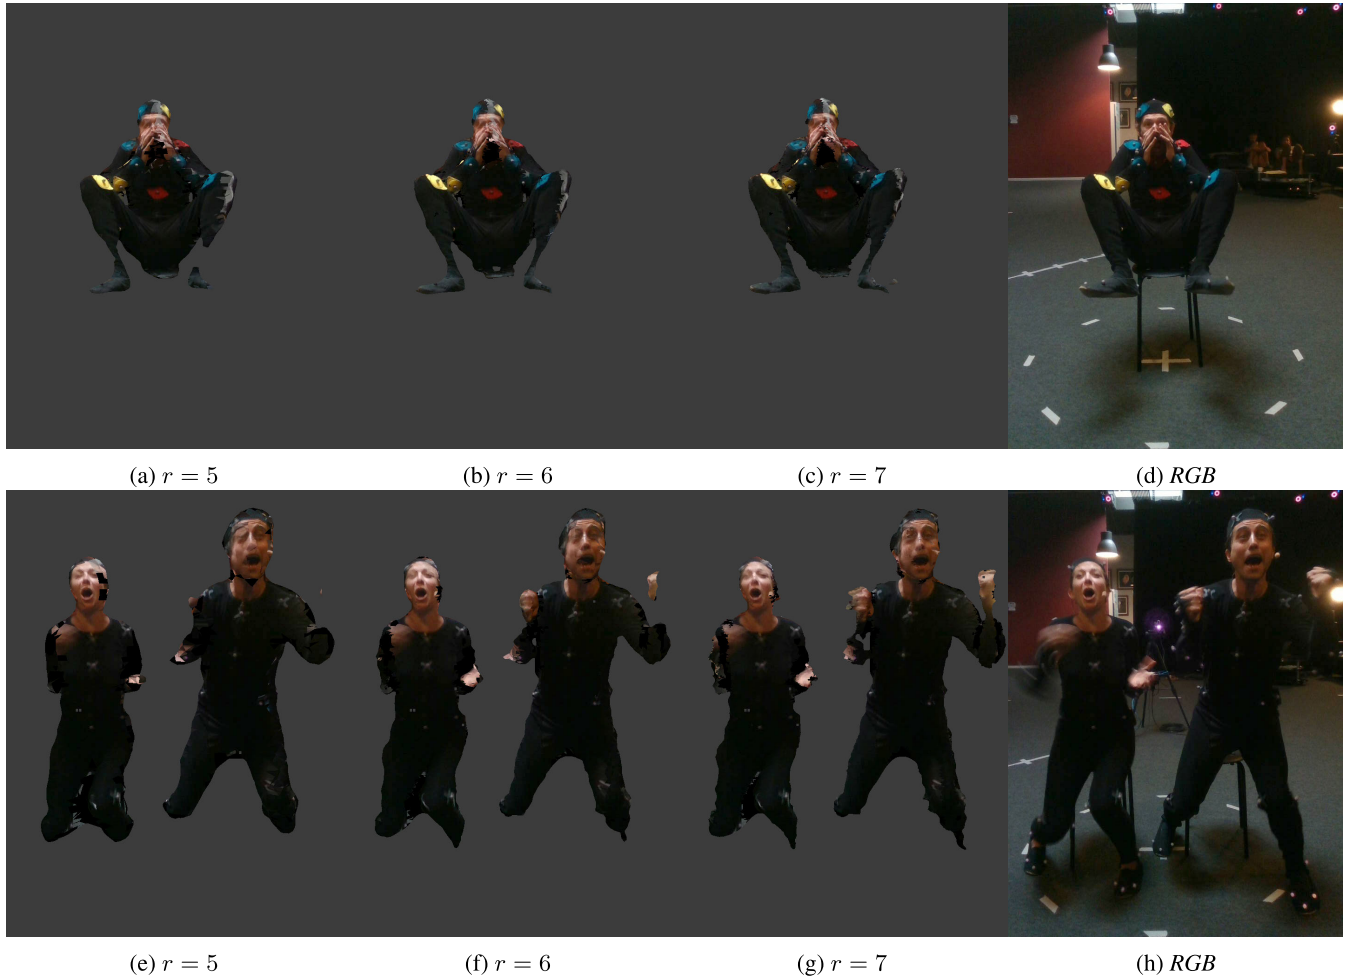 (a) r = 5
(b) r = 6
(c) r = 7
(d) RGB
(e) r = 5
(f) r = 6
(g) r = 7
(h) RGB